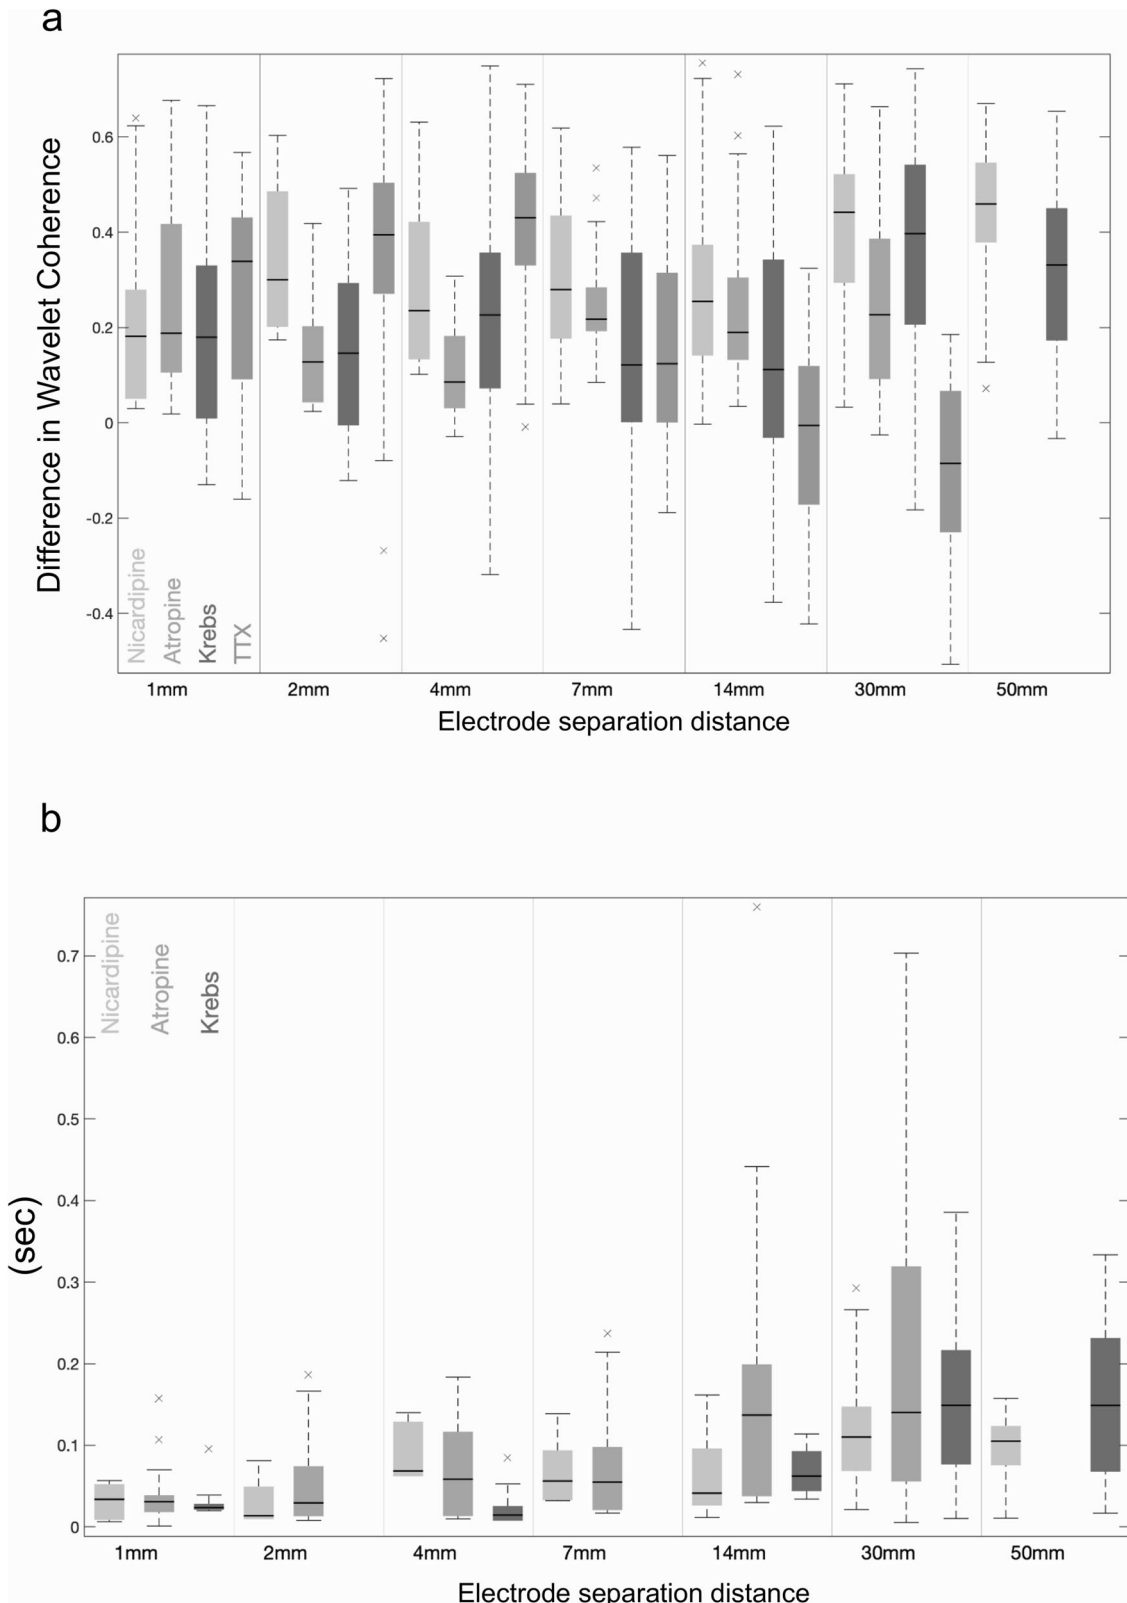 a
Difference in Wavelet Coherence
0.6
0.4
0.2
0
-0.2
-0.4
Nicardipine
Atropine
Krebs
TTX
1mm 2mm 4mm 7mm 14mm 30mm 50mm
Electrode separation distance
b
(sec)
0.7
0.6
0.5
0.4
0.3
0.2
0.1
0
Nicardipine
Atropine
Krebs
1mm 2mm 4mm 7mm 14mm 30mm 50mm
Electrode separation distance